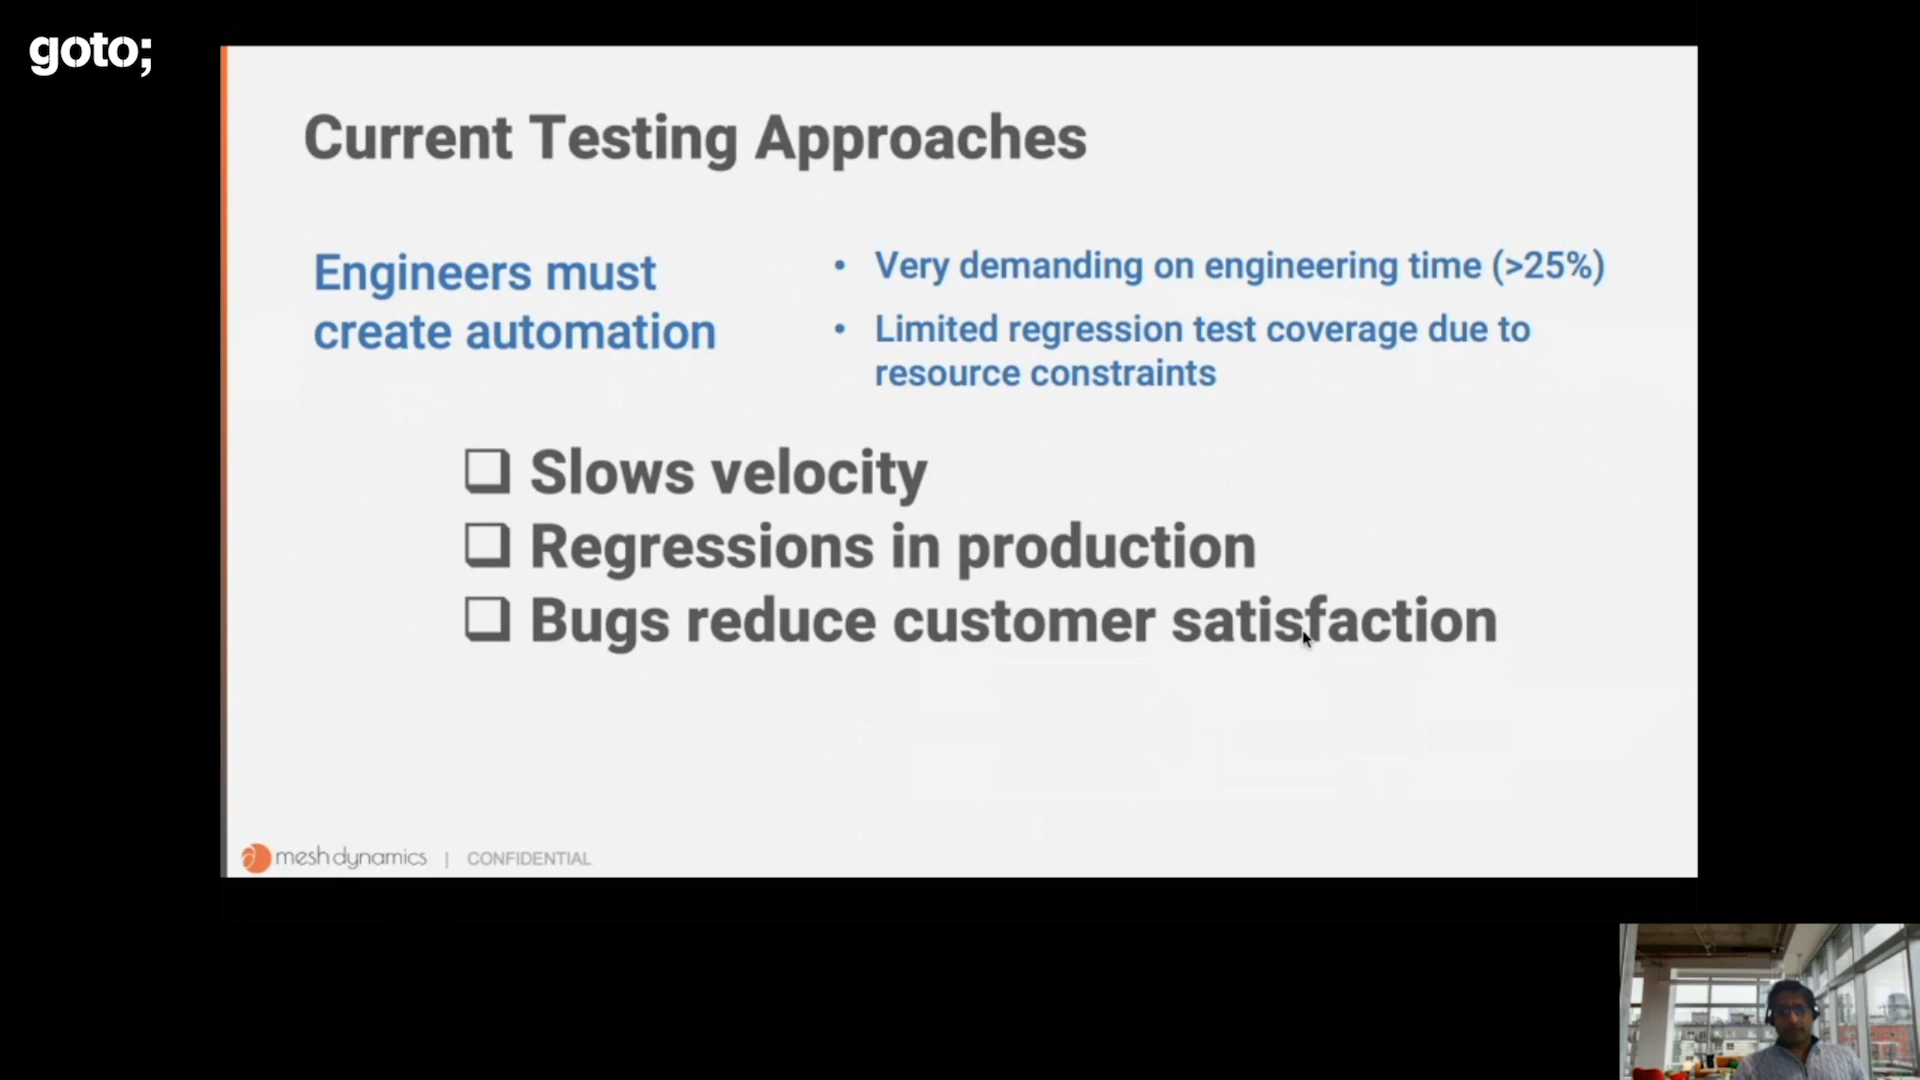 goto;
Current Testing Approaches
Engineers must
create automation
• Very demanding on engineering time (>25%)
• Limited regression test coverage due to
resource constraints
❑ Slows velocity
❑ Regressions in production
❑ Bugs reduce customer satisfaction
mesh dynamics | CONFIDENTIAL